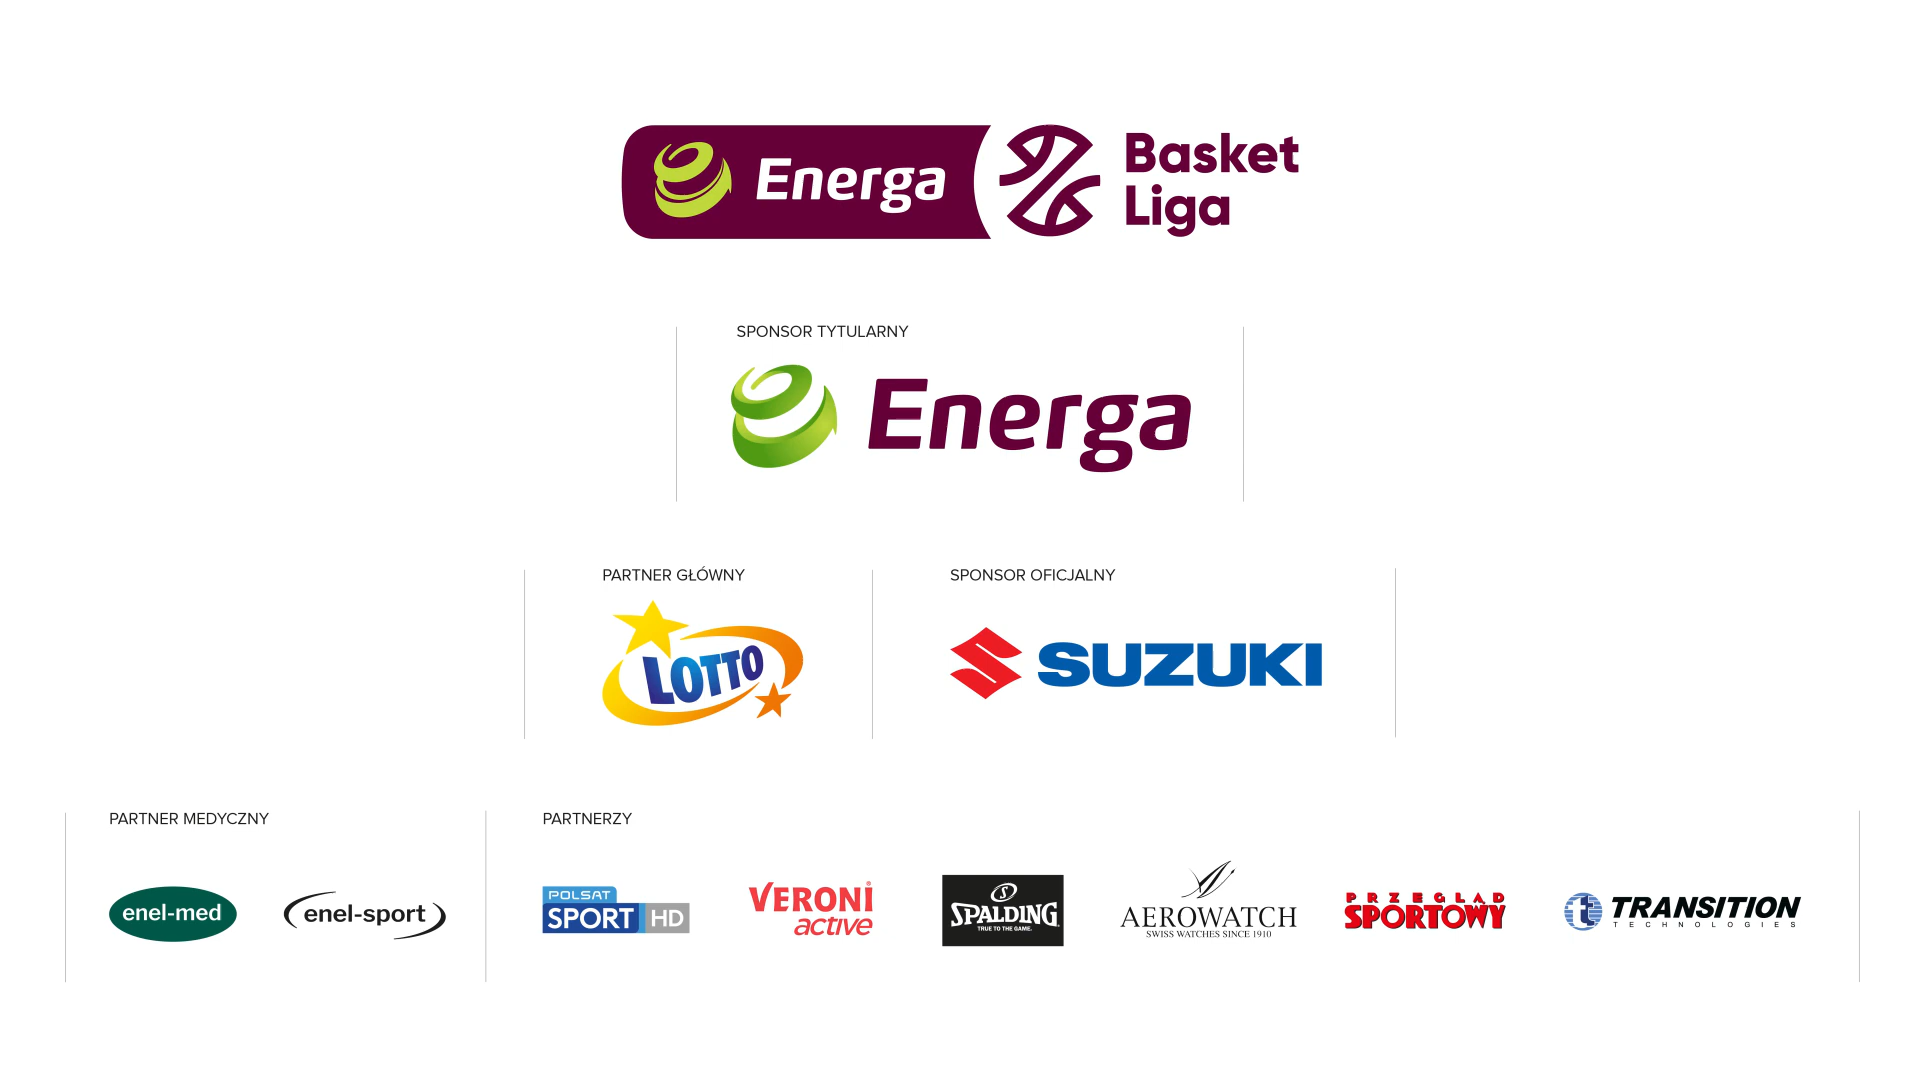 Energa
Basket
Liga
SPONSOR TYTULARNY
Energa
PARTNER GŁÓWNY
LOTTO
SPONSOR OFICJALNY
SUZUKI
PARTNER MEDYCZNY
enel-med
enel-sport
PARTNERZY
POLSAT
SPORT HD
VERONI®
active
SPALDING
TRUE TO THE GAME.
AEROWATCH
SWISS WATCHES SINCE 1910
PRZEGLĄD
SPORTOWY
t TRANSITION
TECHNOLOGIES